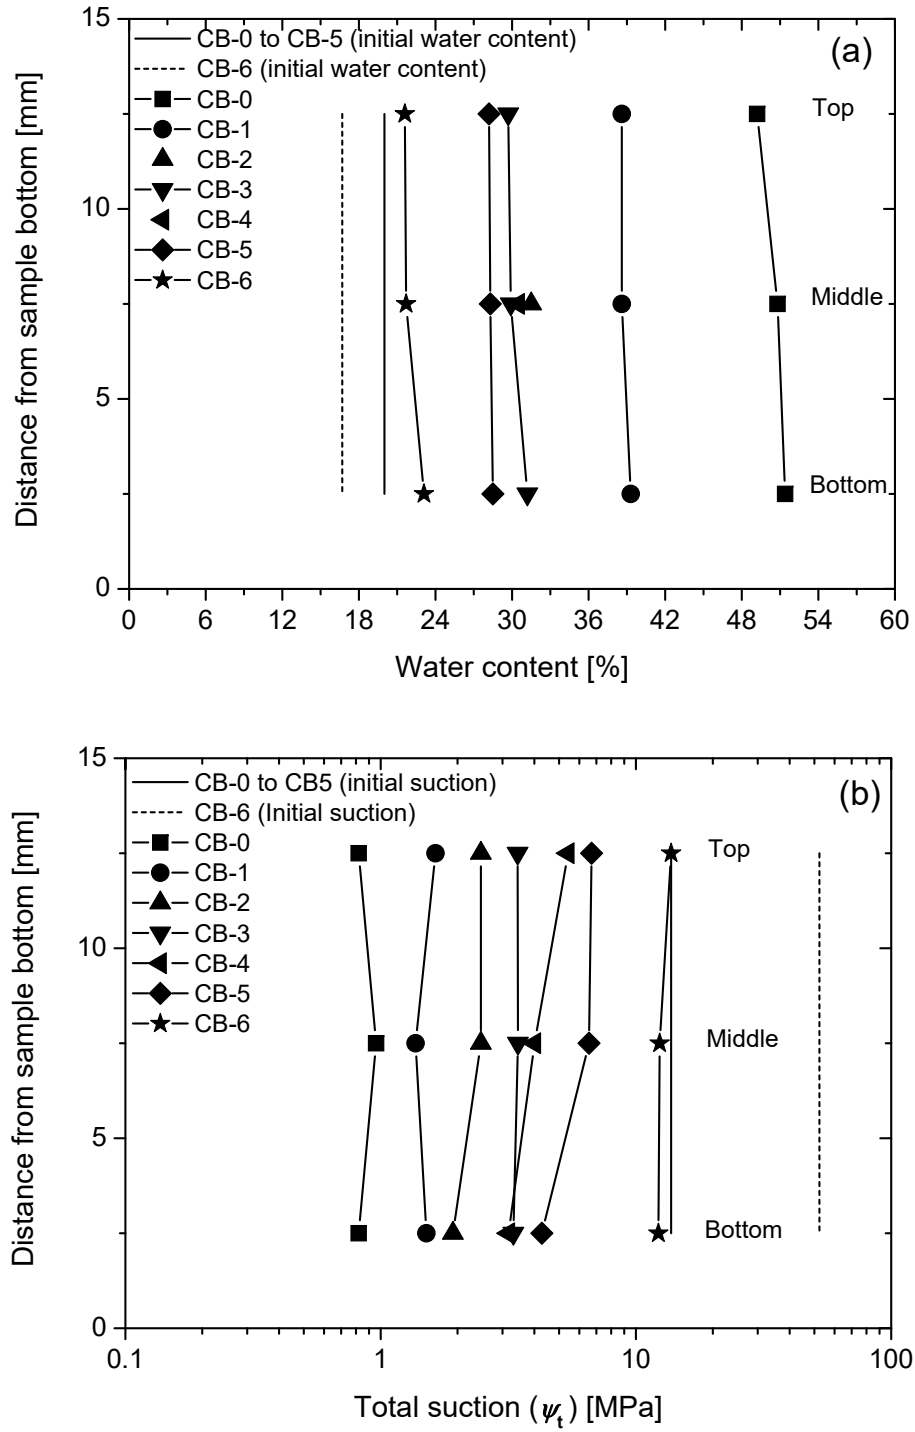 15
CB-0 to CB-5 (initial water content)
(a)
CB-6 (initial water content)
CB-0
Top
CB-1
CB-2
10
CB-3
CB-4
CB-5
CB-6
Middle
Distance from sample bottom [mm]
5
Bottom
0
0 6 12 18 24 30 36 42 48 54 60
Water content [%]
15
CB-0 to CB5 (initial suction)
(b)
CB-6 (Initial suction)
CB-0
Top
CB-1
CB-2
10
CB-3
CB-4
CB-5
CB-6
Middle
Distance from sample bottom [mm]
5
Bottom
0
0.1 1 10 100
Total suction (ψt) [MPa]